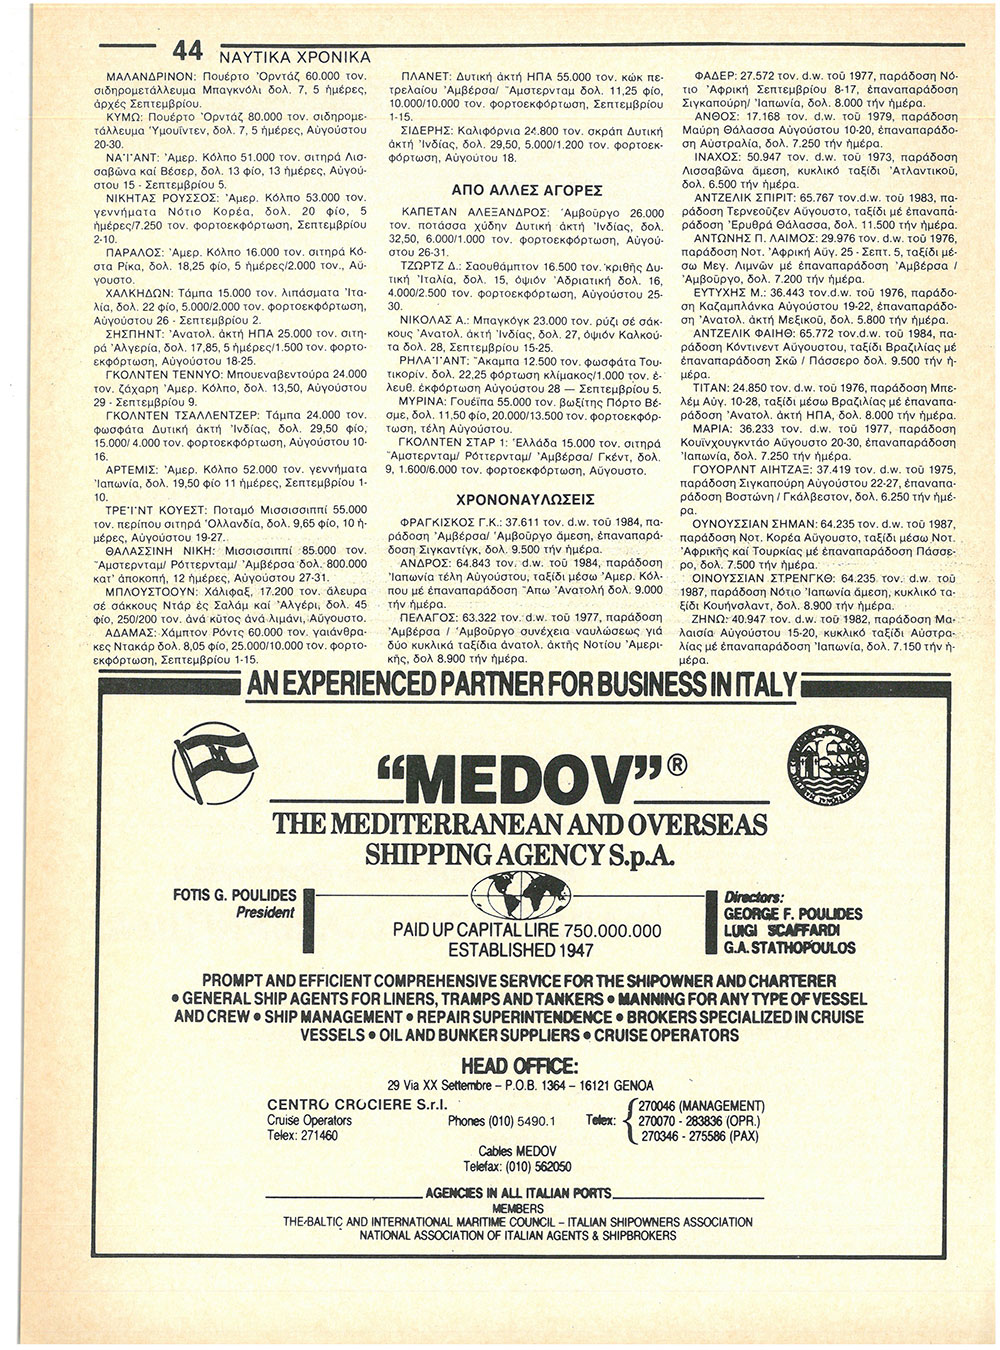 44 ΝΑΥΤΙΚΑ ΧΡΟΝΙΚΑ
ΜΑΛΑΝΔΡΙΝΟΝ: Πουέρτο Ὀρντάζ 60.000 τον.
σιδηρομετάλλευμα Μπαγκνόλι δολ. 7, 5 ἡμέρες,
ἀρχές Σεπτεμβρίου.
ΚΥΜΩ: Πουέρτο Ὀρντάζ 80.000 τον. σιδηρομε-
τάλλευμα Ὑμουΐντεν, δολ. 7, 5 ἡμέρες, Αὐγούστου
20-30.
ΝΑ·Ι·ΑΝΤ: Ἀμερ. Κόλπο 51.000 τον. σιτηρά Λισ-
σαβῶνα καί Βέσερ, δολ. 13 φίο, 13 ἡμέρες, Αὐγού-
στου 15 - Σεπτεμβρίου 5.
ΝΙΚΗΤΑΣ ΡΟΥΣΣΟΣ: Ἀμερ. Κόλπο 53.000 τον.
γεννήματα Νότιο Κορέα, δολ. 20 φίο, 5
ἡμέρες/7.250 τον. φορτοεκφόρτωση, Σεπτεμβρίου
2-10.
ΠΑΡΑΛΟΣ: Ἀμερ. Κόλπο 16.000 τον. σιτηρά Κό-
στα Ρίκα, δολ. 18,25 φίο, 5 ἡμέρες/2.000 τον., Αὔ-
γουστο.
ΧΑΛΚΗΔΩΝ: Τάμπα 15.000 τον. λιπάσματα Ἰτα-
λία, δολ. 22 φίο, 5.000/2.000 τον. φορτοεκφόρτωση,
Αὐγούστου 26 - Σεπτεμβρίου 2.
ΣΗΣΠΗΝΤ: Ἀνατολ. ἀκτή ΗΠΑ 25.000 τον. σιτη-
ρά Ἀλγερία, δολ. 17,85, 5 ἡμέρες/1.500 τον. φορτο-
εκφόρτωση, Αὐγούστου 18-25.
ΓΚΟΛΝΤΕΝ ΤΕΝΝΥΟ: Μπουεναβεντούρα 24.000
τον. ζάχαρη Ἀμερ. Κόλπο, δολ. 13,50, Αὐγούστου
29 - Σεπτεμβρίου 9.
ΓΚΟΛΝΤΕΝ ΤΣΑΛΛΕΝΤΖΕΡ: Τάμπα 24.000 τον.
φωσφάτα Δυτική ἀκτή Ἰνδίας, δολ. 29,50 φίο,
15.000/ 4.000 τον. φορτοεκφόρτωση, Αὐγούστου 10-
16.
ΑΡΤΕΜΙΣ: Ἀμερ. Κόλπο 52.000 τον. γεννήματα
Ἰαπωνία, δολ. 19,50 φίο 11 ἡμέρες, Σεπτεμβρίου 1-
10.
ΤΡΕ·Ι·ΝΤ ΚΟΥΕΣΤ: Ποταμό Μισσισσιππί 55.000
τον. περίπου σιτηρά Ὁλλανδία, δολ. 9,65 φίο, 10 ἡ-
μέρες, Αὐγούστου 19-27.
ΘΑΛΑΣΣΙΝΗ ΝΙΚΗ: Μισσισσιππί 85.000 τον.
Ἄμστερνταμ/ Ρόττερνταμ/ Ἀμβέρσα δολ. 800.000
κατ' ἀποκοπή, 12 ἡμέρες, Αὐγούστου 27-31.
ΜΠΛΟΥΣΤΟΟΥΝ: Χάλιφαξ, 17.200 τον. ἄλευρα
σέ σάκκους Ντάρ ἐς Σαλάμ καί Ἀλγέρι, δολ. 45
φίο, 250/200 τον. ἀνά κῦτος ἀνά λιμάνι, Αὔγουστο.
ΑΔΑΜΑΣ: Χάμπτον Ρόντς 60.000 τον. γαιάνθρα-
κες Ντακάρ δολ. 8,05 φίο, 25.000/10.000 τον. φορτο-
εκφόρτωση, Σεπτεμβρίου 1-15.
ΠΛΑΝΕΤ: Δυτική ἀκτή ΗΠΑ 55.000 τον. κώκ πε-
τρελαίου Ἀμβέρσα/ Ἄμστερνταμ δολ. 11,25 φίο,
10.000/10.000 τον. φορτοεκφόρτωση, Σεπτεμβρίου
1-15.
ΣΙΔΕΡΗΣ: Καλιφόρνια 24.800 τον. σκράπ Δυτική
ἀκτή Ἰνδίας, δολ. 29,50, 5.000/1.200 τον. φορτοεκ-
φόρτωση, Αὐγούτου 18.
ΑΠΟ ΑΛΛΕΣ ΑΓΟΡΕΣ
ΚΑΠΕΤΑΝ ΑΛΕΞΑΝΔΡΟΣ: Ἁμβοῦργο 26.000
τον. ποτάσσα χύδην Δυτική ἀκτή Ἰνδίας, δολ.
32,50, 6.000/1.000 τον. φορτοεκφόρτωση, Αὐγού-
στου 26-31.
ΤΖΩΡΤΖ Δ.: Σαουθάμπτον 16.500 τον. κριθῆς Δυ-
τική Ἰταλία, δολ. 15, ὀψιόν Ἀδριατική δολ. 16,
4.000/2.500 τον. φορτοεκφόρτωση, Αὐγούστου 25-
30.
ΝΙΚΟΛΑΣ Α.: Μπαγκόγκ 23.000 τον. ρύζι σέ σάκ-
κους Ἀνατολ. ἀκτή Ἰνδίας, δολ. 27, ὀψιόν Καλκού-
τα δολ. 28, Σεπτεμβρίου 15-25.
ΡΗΛΑ·Ι·ΑΝΤ: Ἄκαμπα 12.500 τον. φωσφάτα Του-
τικορίν. δολ. 22,25 φόρτωση κλίμακος/1.000 τον. ἐ-
λευθ. ἐκφόρτωση Αὐγούστου 28 — Σεπτεμβρίου 5.
ΜΥΡΙΝΑ: Γουέϊπα 55.000 τον. βωξίτης Πόρτο Βέ-
σμε, δολ. 11,50 φίο, 20.000/13.500 τον. φορτοεκφόρ-
τωση, τέλη Αὐγούστου.
ΓΚΟΛΝΤΕΝ ΣΤΑΡ 1: Ἑλλάδα 15.000 τον. σιτηρά
Ἄμστερνταμ/ Ρόττερνταμ/ Ἀμβέρσα/ Γκέντ, δολ.
9, 1.600/6.000 τον. φορτοεκφόρτωση, Αὔγουστο.
ΧΡΟΝΟΝΑΥΛΩΣΕΙΣ
ΦΡΑΓΚΙΣΚΟΣ Γ.Κ.: 37.611 τον. d.w. τοῦ 1984, πα-
ράδοση Ἀμβέρσα/ Ἁμβοῦργο ἄμεση, ἐπαναπαρά-
δοση Σιγκαντίγκ, δολ. 9.500 τήν ἡμέρα.
ΑΝΔΡΟΣ: 64.843 τον. d.w. τοῦ 1984, παράδοση
Ἰαπωνία τέλη Αὐγούστου, ταξίδι μέσω Ἀμερ. Κόλ-
που μέ ἐπαναπαράδοση Ἄπω Ἀνατολή δολ. 9.000
τήν ἡμέρα.
ΠΕΛΑΓΟΣ: 63.322 τον. d.w. τοῦ 1977, παράδοση
Ἀμβέρσα / Ἁμβοῦργο συνέχεια ναυλώσεως γιά
δύο κυκλικά ταξίδια ἀνατολ. ἀκτῆς Νοτίου Ἀμερι-
κῆς, δολ 8.900 τήν ἡμέρα.
ΦΑΔΕΡ: 27.572 τον. d.w. τοῦ 1977, παράδοση Νό-
τιο Ἀφρική Σεπτεμβρίου 8-17, ἐπαναπαράδοση
Σιγκαπούρη/ Ἰαπωνία, δολ. 8.000 τήν ἡμέρα.
ΑΝΘΟΣ: 17.168 τον. d.w. τοῦ 1979, παράδοση
Μαύρη Θάλασσα Αὐγούστου 10-20, ἐπαναπαράδο-
ση Αὐστραλία, δολ. 7.250 τήν ἡμέρα.
ΙΝΑΧΟΣ: 50.947 τον. d.w. τοῦ 1973, παράδοση
Λισσαβῶνα ἄμεση, κυκλικό ταξίδι Ἀτλαντικοῦ,
δολ. 6.500 τήν ἡμέρα.
ΑΝΤΖΕΛΙΚ ΣΠΙΡΙΤ: 65.767 τον.d.w. τοῦ 1983, πα-
ράδοση Τερνεοῦζεν Αὔγουστο, ταξίδι μέ ἐπαναπα-
ράδοση Ἐρυθρά Θάλασσα, δολ. 11.500 τήν ἡμέρα.
ΑΝΤΩΝΗΣ Π. ΛΑΙΜΟΣ: 29.976 τον. d.w. τοῦ 1976,
παράδοση Νοτ. Ἀφρική Αὔγ. 25 - Σεπτ. 5, ταξίδι μέ-
σω Μεγ. Λιμνῶν μέ ἐπαναπαράδοση Ἀμβέρσα /
Ἁμβοῦργο, δολ. 7.200 τήν ἡμέρα.
ΕΥΤΥΧΗΣ Μ.: 36.443 τον.d.w. τοῦ 1976, παράδο-
ση Καζαμπλάνκα Αὐγούστου 19-22, ἐπαναπαράδο-
ση Ἀνατολ. ἀκτή Μεξικοῦ, δολ. 5.800 τήν ἡμέρα.
ΑΝΤΖΕΛΙΚ ΦΑΙΗΘ: 65.772 τον. d.w. τοῦ 1984, πα-
ράδοση Κόντινεντ Αὐγούστου, ταξίδι Βραζιλίας μέ
ἐπαναπαράδοση Σκῶ / Πάσσερο δολ. 9.500 τήν ἡ-
μέρα.
ΤΙΤΑΝ: 24.850 τον. d.w. τοῦ 1976, παράδοση Μπε-
λέμ Αὐγ. 10-28, ταξίδι μέσω Βραζιλίας μέ ἐπαναπα-
ράδοση Ἀνατολ. ἀκτή ΗΠΑ, δολ. 8.000 τήν ἡμέρα.
ΜΑΡΙΑ: 36.233 τον. d.w. τοῦ 1977, παράδοση
Κουϊνχουγκντάο Αὔγουστο 20-30, ἐπαναπαράδοση
Ἰαπωνία, δολ. 7.250 τήν ἡμέρα.
ΓΟΥΟΡΛΝΤ ΑΙΗΤΖΑΞ: 37.419 τον. d.w. τοῦ 1975,
παράδοση Σιγκαπούρη Αὐγούστου 22-27, ἐπαναπα-
ράδοση Βοστώνη / Γκάλβεστον, δολ. 6.250 τήν ἡμέ-
ρα.
ΟΥΝΟΥΣΣΙΑΝ ΣΗΜΑΝ: 64.235 τον. d.w. τοῦ 1987,
παράδοση Νοτ. Κορέα Αὔγουστο, ταξίδι μέσω Νοτ.
Ἀφρικῆς καί Τουρκίας μέ ἐπαναπαράδοση Πάσσε-
ρο, δολ. 7.500 τήν ἡμέρα.
ΟΙΝΟΥΣΣΙΑΝ ΣΤΡΕΝΓΚΘ: 64.235 τον. d.w. τοῦ
1987, παράδοση Νότιο Ἰαπωνία ἄμεση, κυκλικό τα-
ξίδι Κουήνσλαντ, δολ. 8.900 τήν ἡμέρα.
ΖΗΝΩ: 40.947 τον. d.w. τοῦ 1982, παράδοση Μα-
λαισία Αὐγούστου 15-20, κυκλικό ταξίδι Αὐστρα-
λίας μέ ἐπαναπαράδοση Ἰαπωνία, δολ. 7.150 τήν ἡ-
μέρα.
AN EXPERIENCED PARTNER FOR BUSINESS IN ITALY
M
“MEDOV”®
THE MEDITERRANEAN AND OVERSEAS
SHIPPING AGENCY S.p.A.
FOTIS G. POULIDES
President
PAID UP CAPITAL LIRE 750.000.000
ESTABLISHED 1947
Directors:
GEORGE F. POULIDES
LUIGI SCAFFARDI
G.A. STATHOPOULOS
PROMPT AND EFFICIENT COMPREHENSIVE SERVICE FOR THE SHIPOWNER AND CHARTERER
• GENERAL SHIP AGENTS FOR LINERS, TRAMPS AND TANKERS • MANNING FOR ANY TYPE OF VESSEL
AND CREW • SHIP MANAGEMENT • REPAIR SUPERINTENDENCE • BROKERS SPECIALIZED IN CRUISE
VESSELS • OIL AND BUNKER SUPPLIERS • CRUISE OPERATORS
HEAD OFFICE:
29 Via XX Settembre – P.O.B. 1364 – 16121 GENOA
CENTRO CROCIERE S.r.l.
Cruise Operators
Telex: 271460
Phones (010) 5490.1
Telex:
270046 (MANAGEMENT)
270070 - 283836 (OPR.)
270346 - 275586 (PAX)
Cables MEDOV
Telefax: (010) 562050
AGENCIES IN ALL ITALIAN PORTS
MEMBERS
THE BALTIC AND INTERNATIONAL MARITIME COUNCIL – ITALIAN SHIPOWNERS ASSOCIATION
NATIONAL ASSOCIATION OF ITALIAN AGENTS & SHIPBROKERS